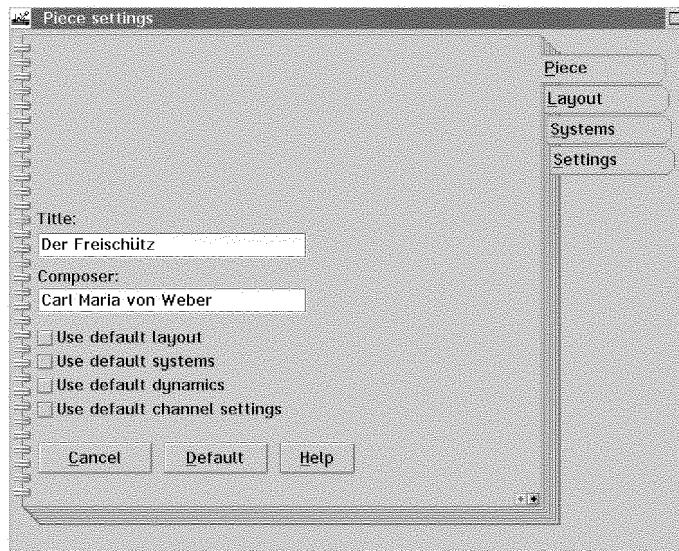 Piece settings
Piece
Layout
Systems
Settings
Title:
Der Freischütz
Composer:
Carl Maria von Weber
Use default layout
Use default systems
Use default dynamics
Use default channel settings
Cancel
Default
Help